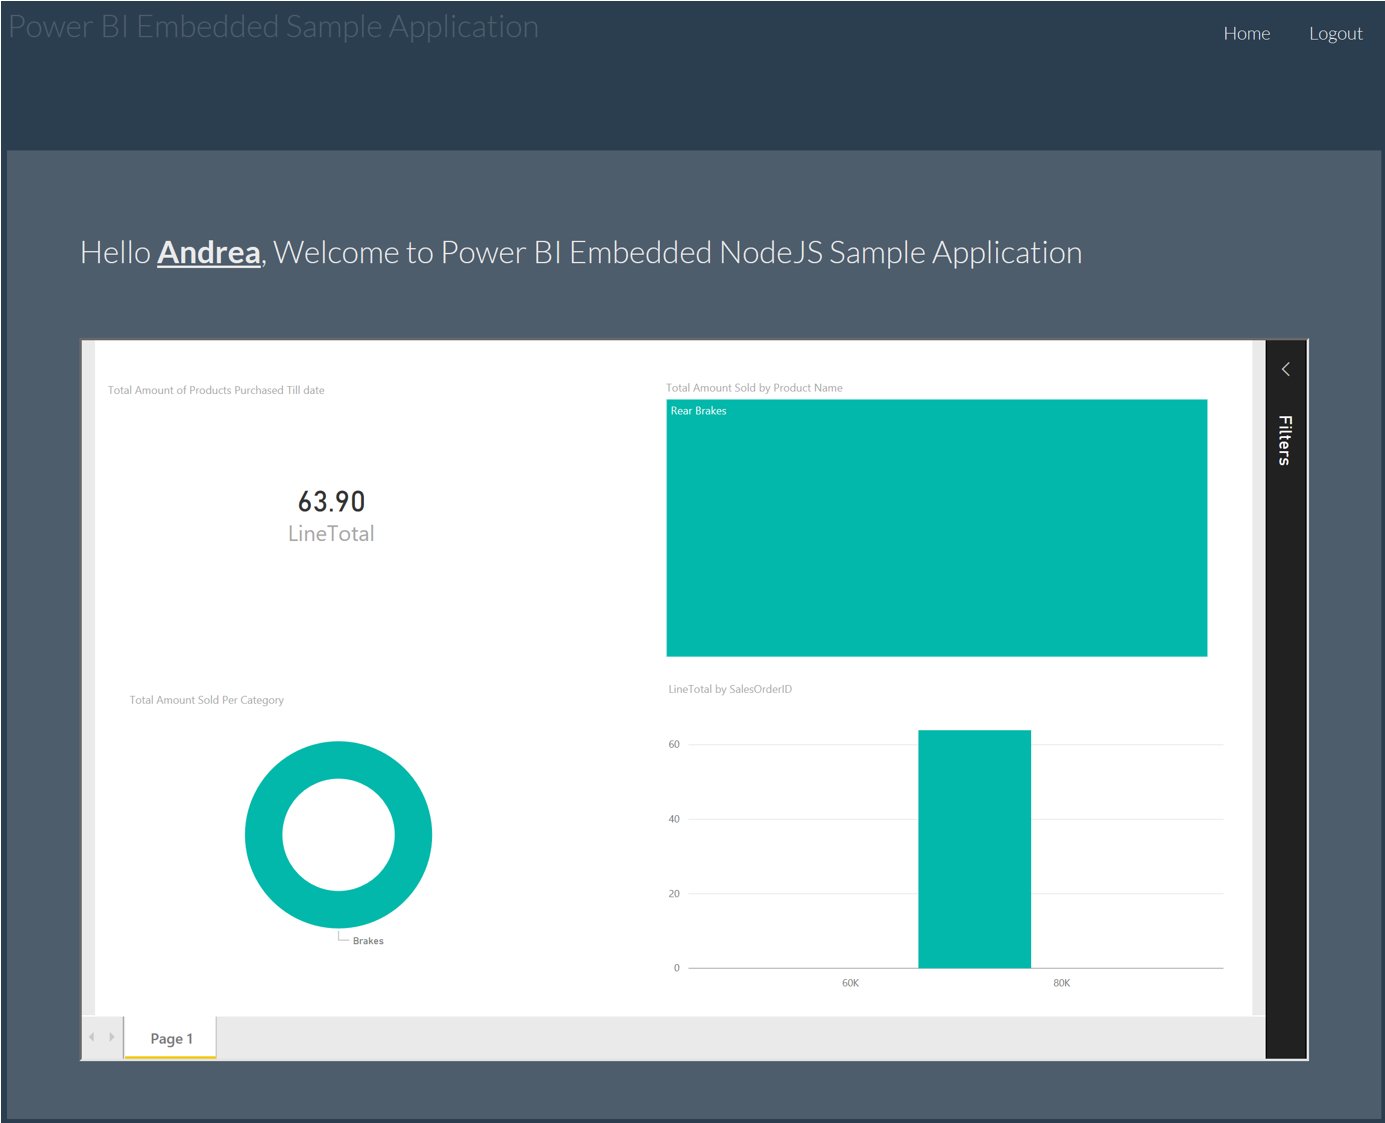 Power BI Embedded Sample Application
Home
Logout
Hello Andrea, Welcome to Power BI Embedded NodeJS Sample Application
Total Amount of Products Purchased Till date
63.90
LineTotal
Total Amount Sold by Product Name
Rear Brakes
Filters
Total Amount Sold Per Category
Brakes
LineTotal by SalesOrderID
60
40
20
0
60K
80K
Page 1